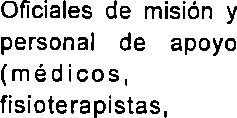 Oficiales de misión y
personal de apoyo
(médicos,
fisioterapistas,